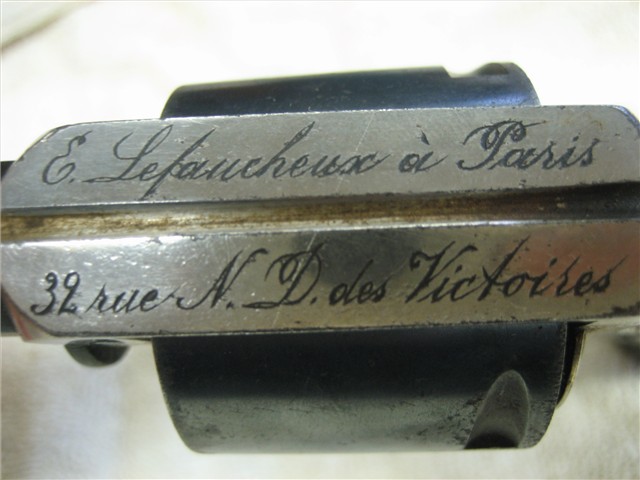 E. Lefaucheux à Paris
32 rue N. D. des Victoires